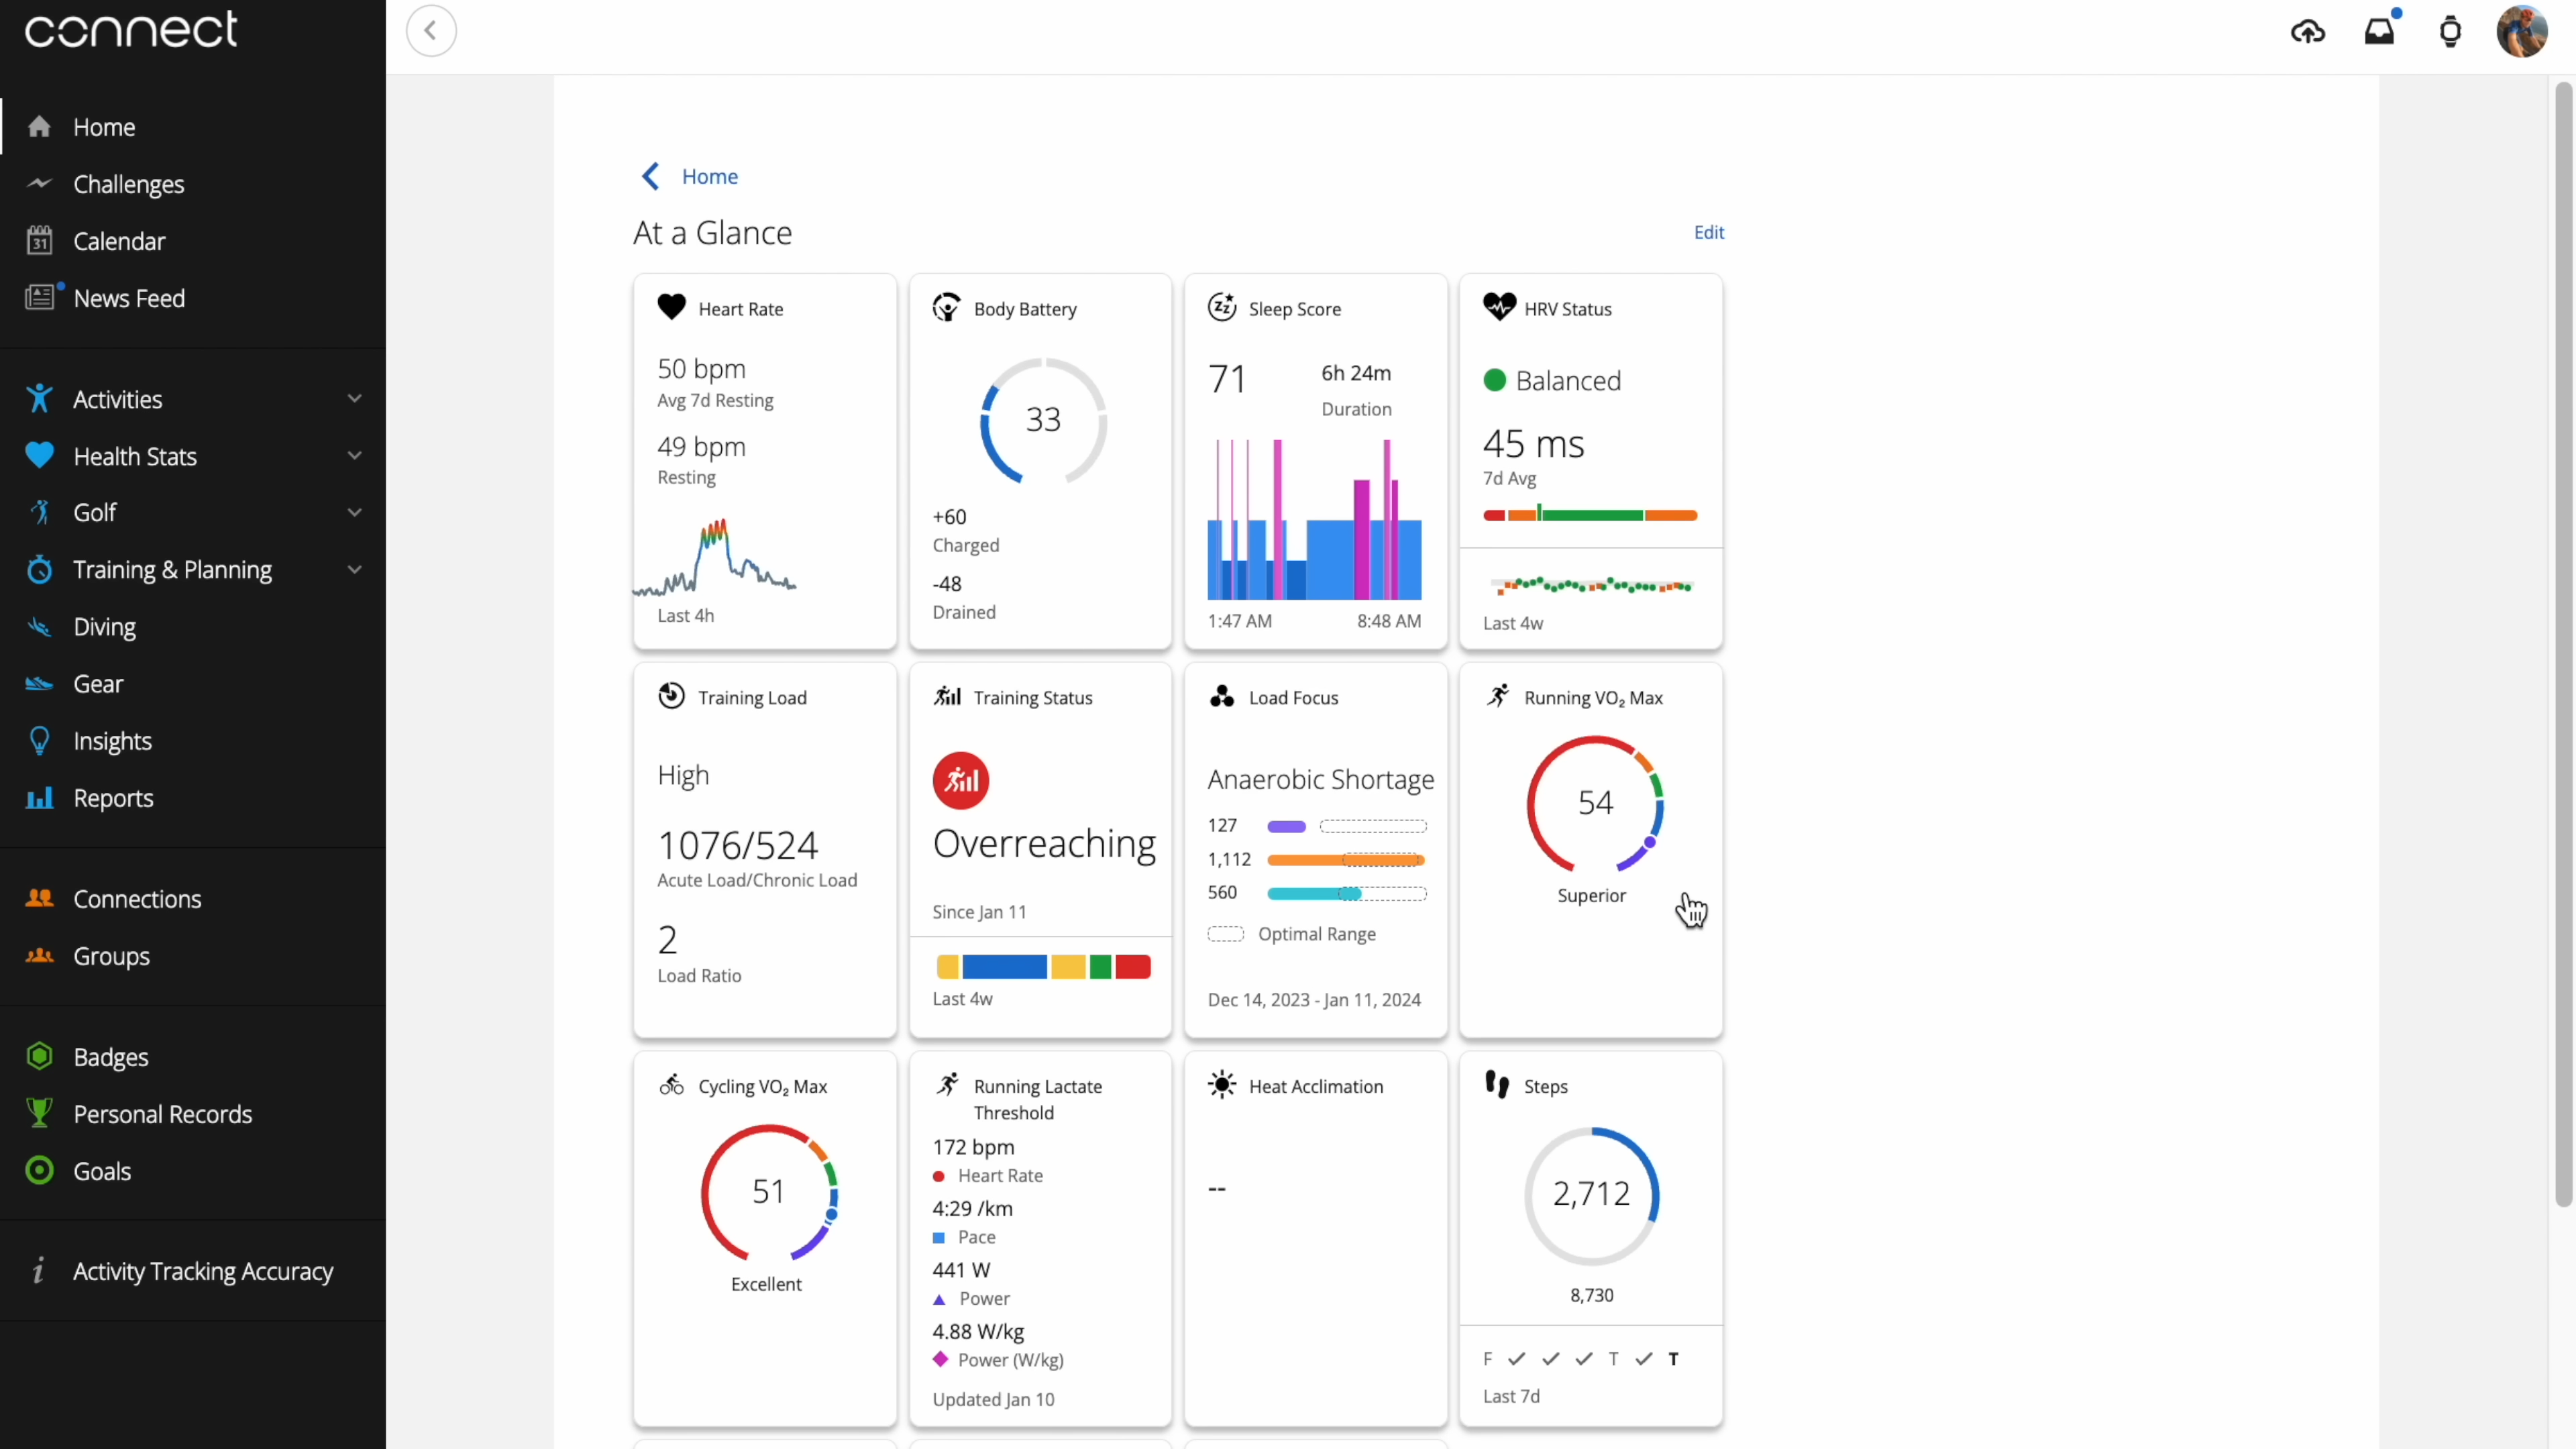 connect
Home
Challenges
31
Calendar
News Feed
Activities
Health Stats
Golf
Training & Planning
Diving
Gear
Insights
Reports
Connections
Groups
Badges
Personal Records
Goals
i Activity Tracking Accuracy
Home
At a Glance
Edit
Heart Rate
50 bpm
Avg 7d Resting
49 bpm
Resting
Last 4h
Body Battery
33
+60
Charged
-48
Drained
zz
Sleep Score
71
6h 24m
Duration
1:47 AM
8:48 AM
HRV Status
Balanced
45 ms
7d Avg
Last 4w
Training Load
High
1076/524
Acute Load/Chronic Load
2
Load Ratio
Training Status
Overreaching
Since Jan 11
Last 4w
Load Focus
Anaerobic Shortage
127
1,112
560
Optimal Range
Dec 14, 2023 - Jan 11, 2024
Running VO₂ Max
54
Superior
Cycling VO₂ Max
51
Excellent
Running Lactate
Threshold
172 bpm
Heart Rate
4:29 /km
Pace
441 W
Power
4.88 W/kg
Power (W/kg)
Updated Jan 10
Heat Acclimation
--
Steps
2,712
8,730
F ✓ ✓ ✓ T ✓ T
Last 7d